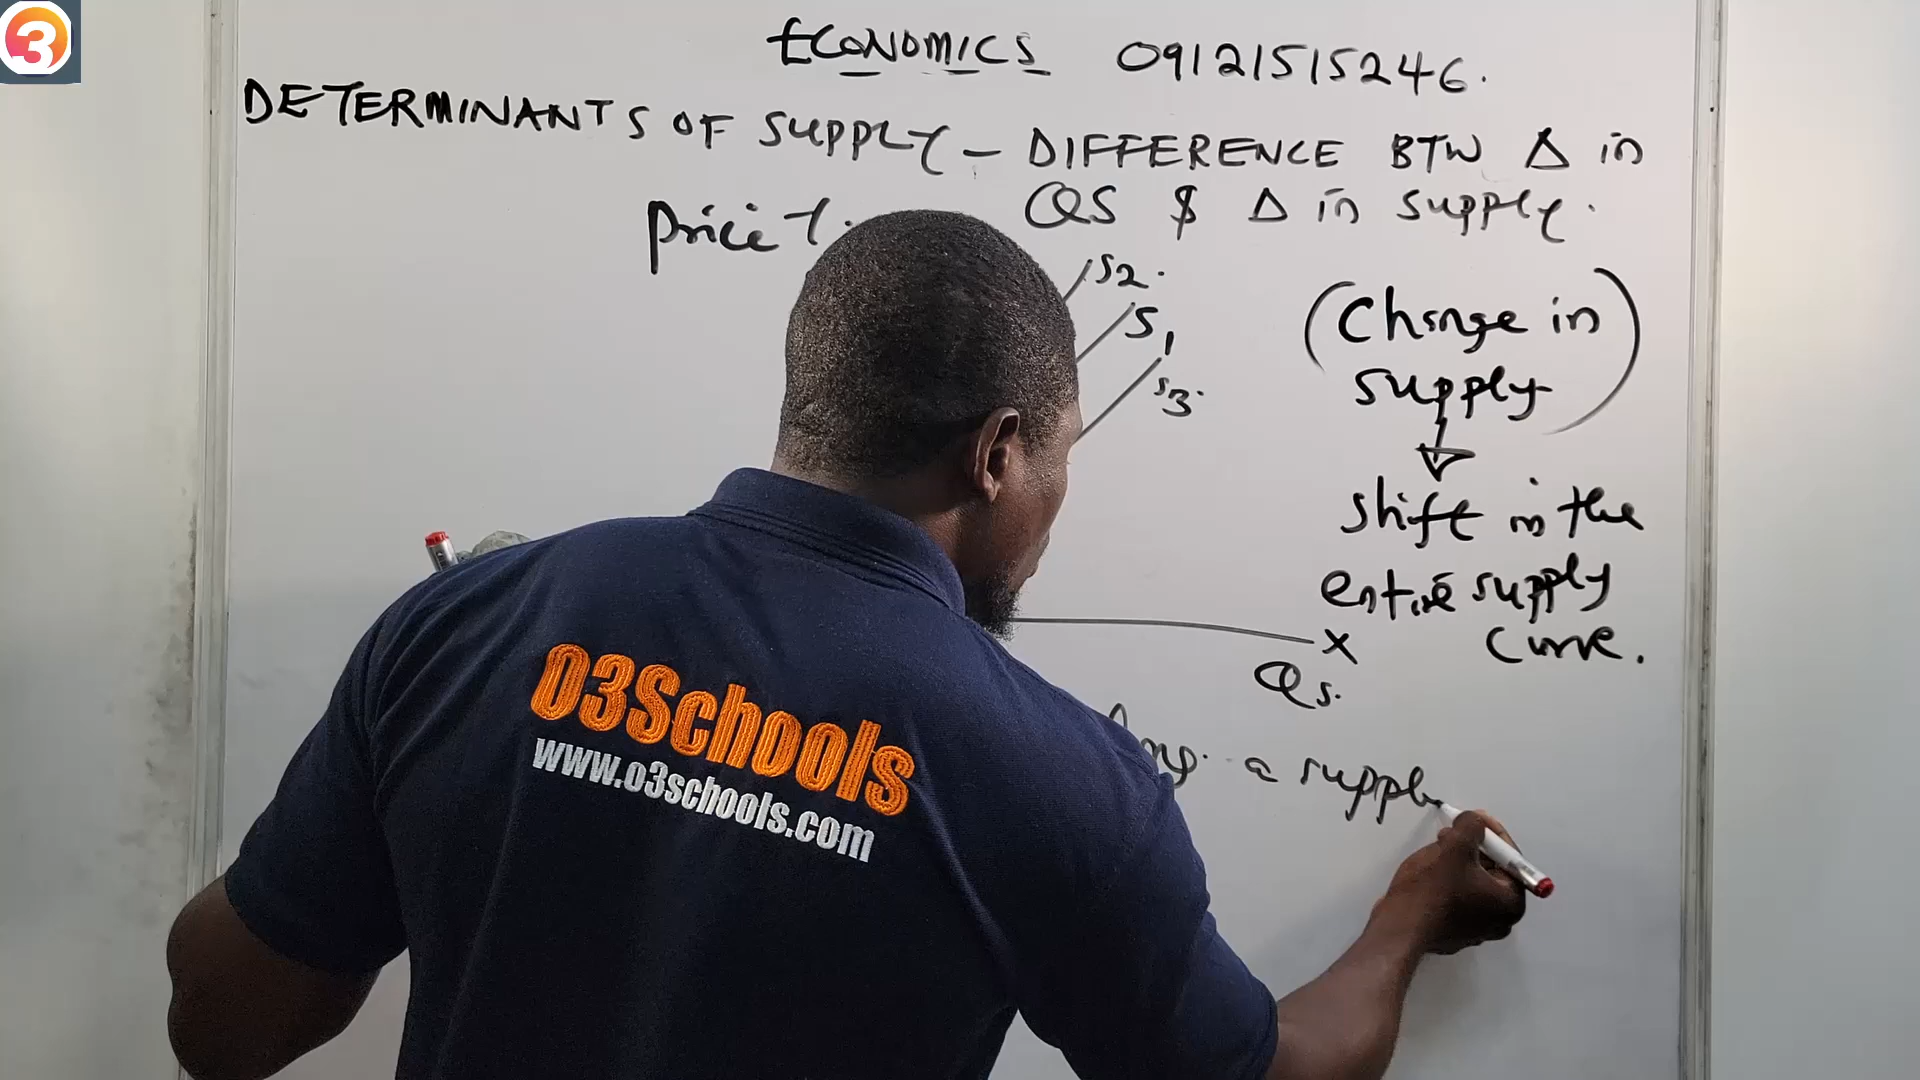 3
ECONOMICS 09121515246.
DETERMINANTS OF SUPPLY - DIFFERENCE BTW Δ in
QS $ Δ in supply.
price
S2.
S1
S3.
(Change in
supply)
shift in the
entire supply
curve.
X
Qs.
a supply
O3Schools
www.o3schools.com